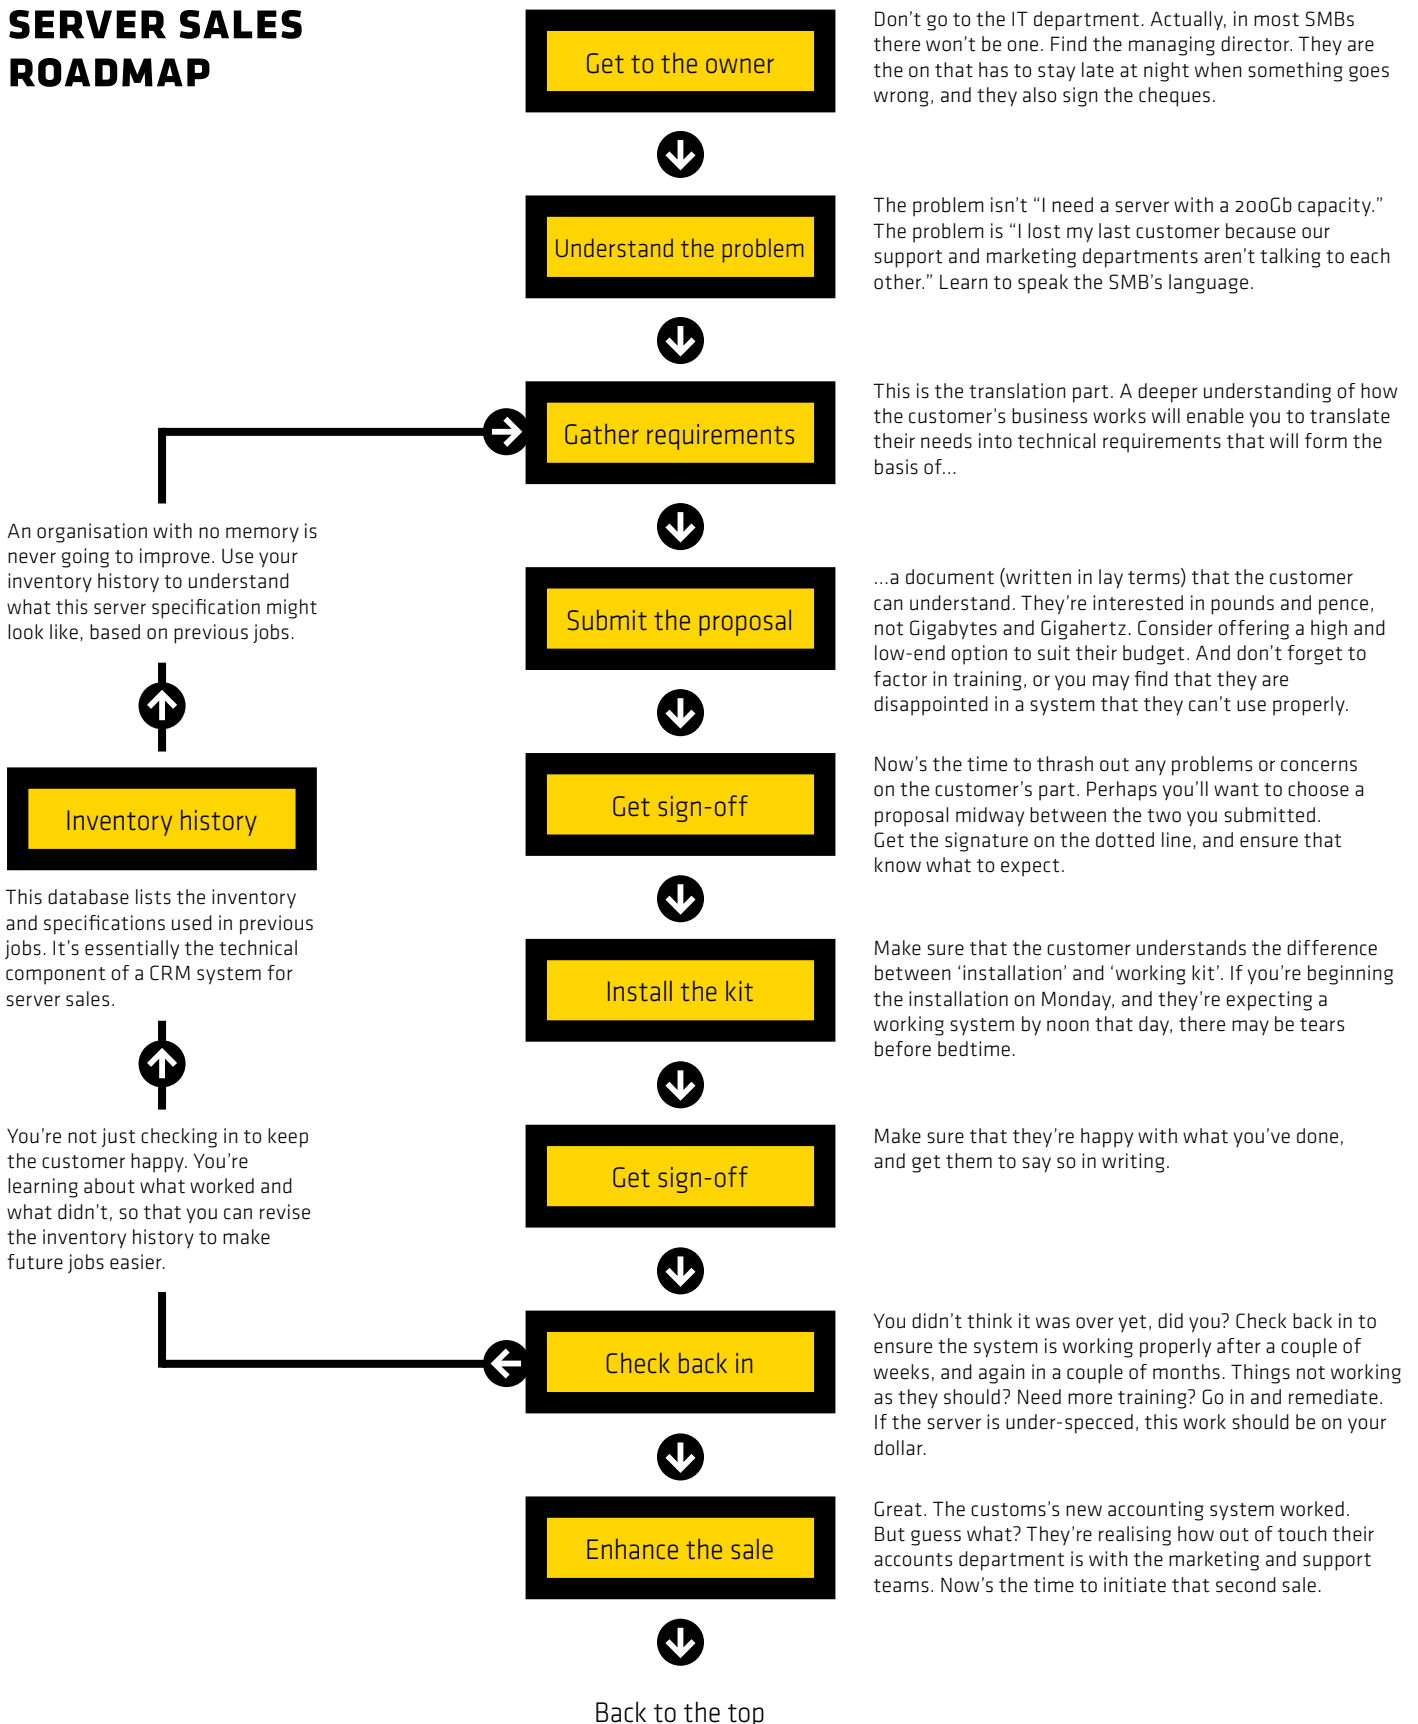 SERVER SALES
ROADMAP
Get to the owner
Don't go to the IT department. Actually, in most SMBs
there won't be one. Find the managing director. They are
the on that has to stay late at night when something goes
wrong, and they also sign the cheques.
Understand the problem
The problem isn't “I need a server with a 200Gb capacity.”
The problem is “I lost my last customer because our
support and marketing departments aren't talking to each
other.” Learn to speak the SMB's language.
Gather requirements
This is the translation part. A deeper understanding of how
the customer's business works will enable you to translate
their needs into technical requirements that will form the
basis of...
Submit the proposal
...a document (written in lay terms) that the customer
can understand. They're interested in pounds and pence,
not Gigabytes and Gigahertz. Consider offering a high and
low-end option to suit their budget. And don't forget to
factor in training, or you may find that they are
disappointed in a system that they can't use properly.
Get sign-off
Now's the time to thrash out any problems or concerns
on the customer's part. Perhaps you'll want to choose a
proposal midway between the two you submitted.
Get the signature on the dotted line, and ensure that
know what to expect.
Install the kit
Make sure that the customer understands the difference
between ‘installation’ and ‘working kit’. If you're beginning
the installation on Monday, and they're expecting a
working system by noon that day, there may be tears
before bedtime.
Get sign-off
Make sure that they're happy with what you've done,
and get them to say so in writing.
Check back in
You didn't think it was over yet, did you? Check back in to
ensure the system is working properly after a couple of
weeks, and again in a couple of months. Things not working
as they should? Need more training? Go in and remediate.
If the server is under-specced, this work should be on your
dollar.
Enhance the sale
Great. The customs's new accounting system worked.
But guess what? They're realising how out of touch their
accounts department is with the marketing and support
teams. Now's the time to initiate that second sale.
Back to the top
An organisation with no memory is
never going to improve. Use your
inventory history to understand
what this server specification might
look like, based on previous jobs.
Inventory history
This database lists the inventory
and specifications used in previous
jobs. It's essentially the technical
component of a CRM system for
server sales.
You're not just checking in to keep
the customer happy. You're
learning about what worked and
what didn't, so that you can revise
the inventory history to make
future jobs easier.